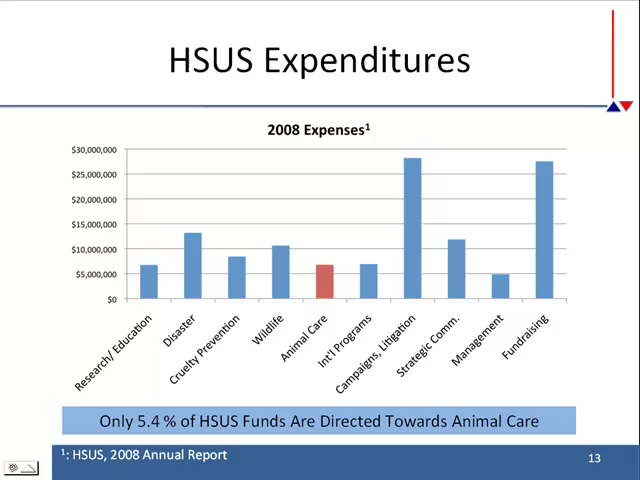 HSUS Expenditures
2008 Expenses¹
$30,000,000
$25,000,000
$20,000,000
$15,000,000
$10,000,000
$5,000,000
$0
Research/ Education
Disaster
Cruelty Prevention
Wildlife
Animal Care
Int'l Programs
Campaigns, Litigation
Strategic Comm.
Management
Fundraising
Only 5.4 % of HSUS Funds Are Directed Towards Animal Care
¹: HSUS, 2008 Annual Report
13